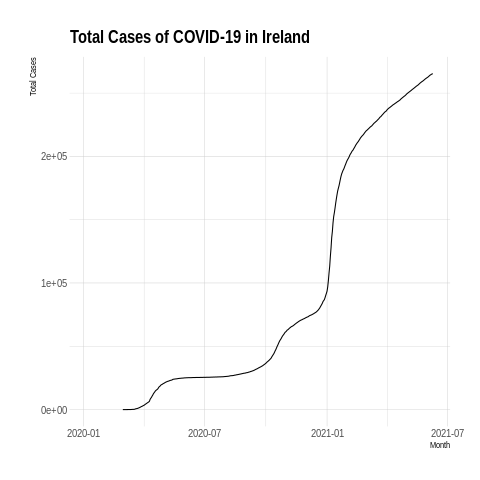 Total Cases of COVID-19 in Ireland
Total Cases
2e+05
1e+05
0e+00
2020-01 2020-07 2021-01 2021-07
Month